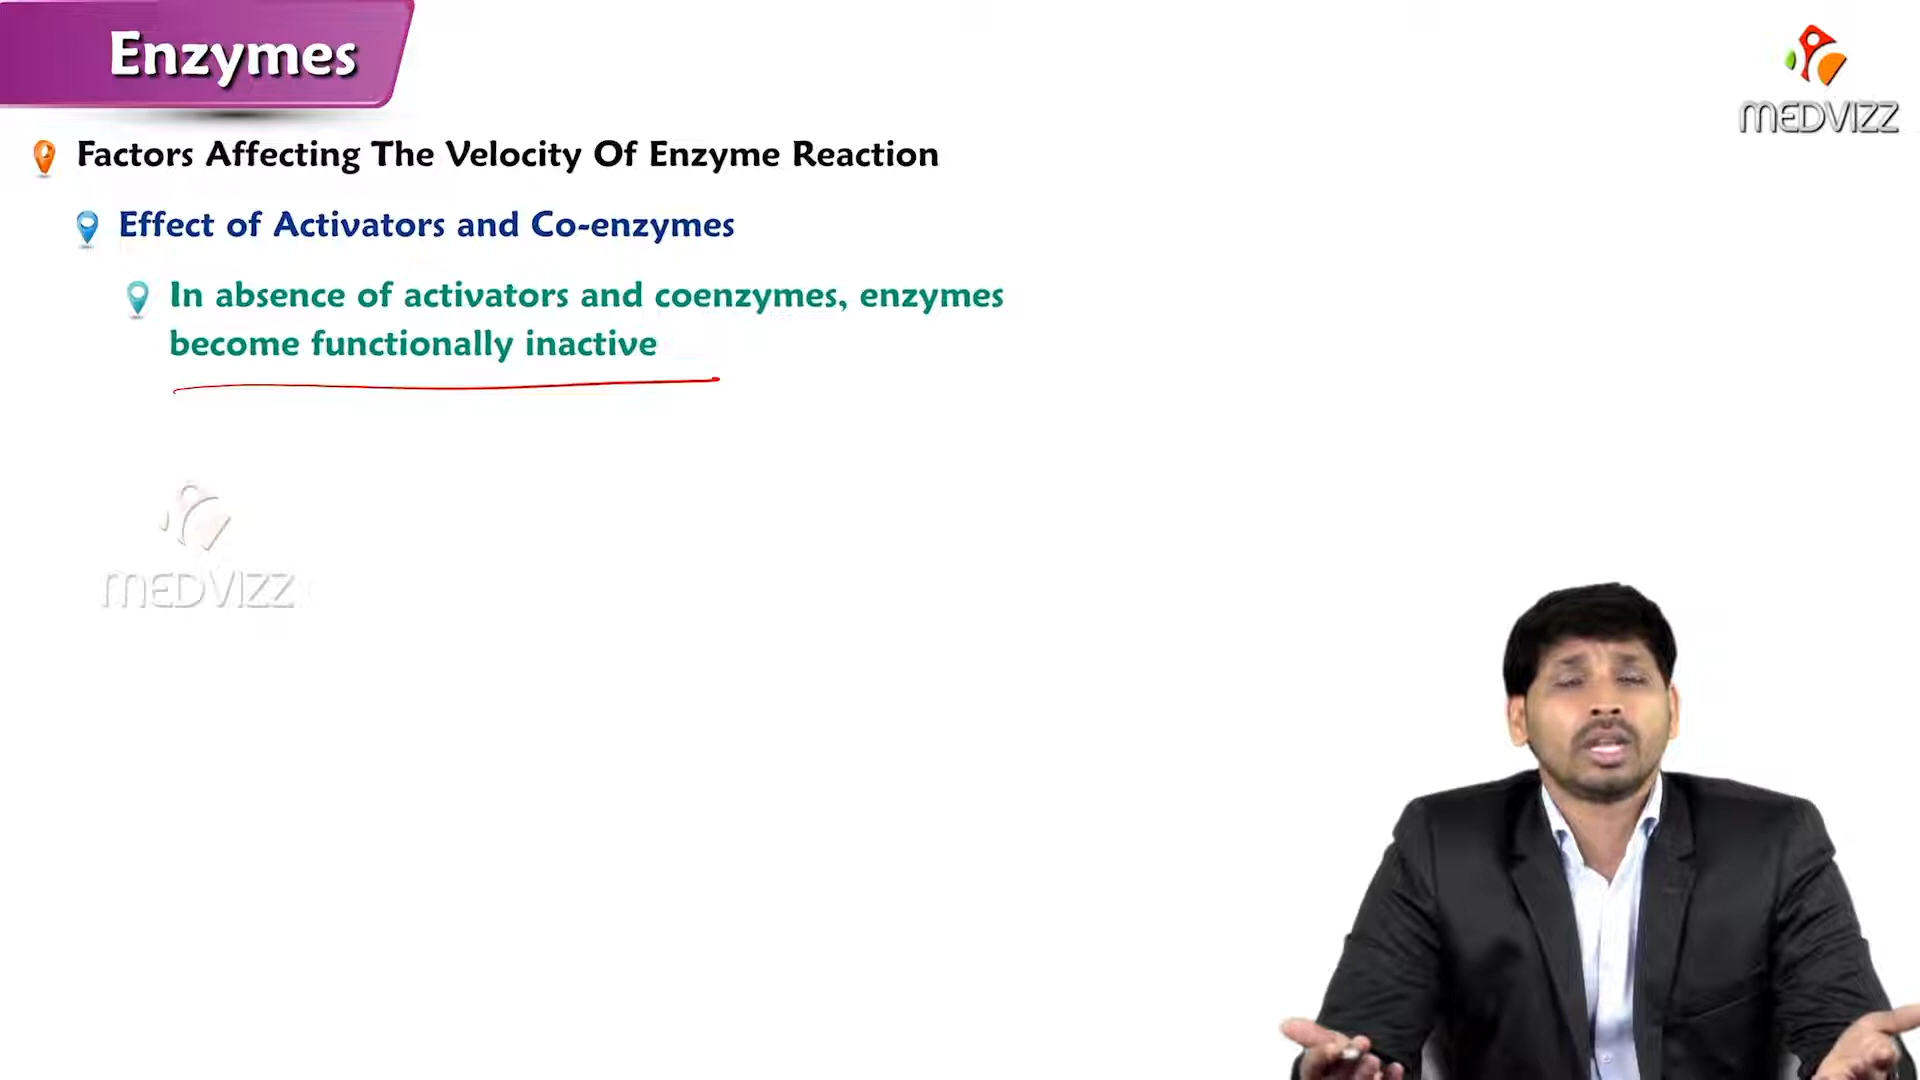 Enzymes
MEDVIZZ
Factors Affecting The Velocity Of Enzyme Reaction
Effect of Activators and Co-enzymes
In absence of activators and coenzymes, enzymes
become functionally inactive
MEDVIZZ